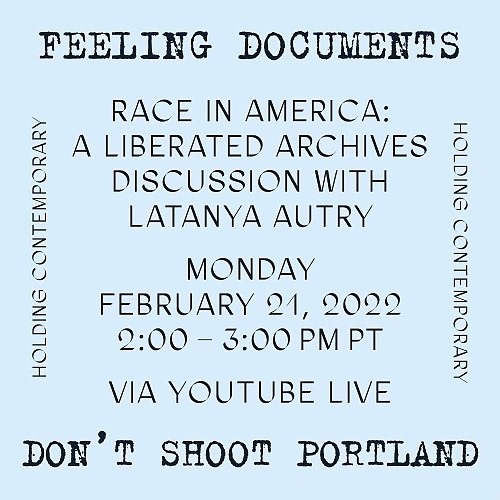 FEELING DOCUMENTS
RACE IN AMERICA:
A LIBERATED ARCHIVES
DISCUSSION WITH
LATANYA AUTRY
HOLDING CONTEMPORARY
HOLDING CONTEMPORARY
MONDAY
FEBRUARY 21, 2022
2:00 – 3:00 PM PT
VIA YOUTUBE LIVE
DON'T SHOOT PORTLAND